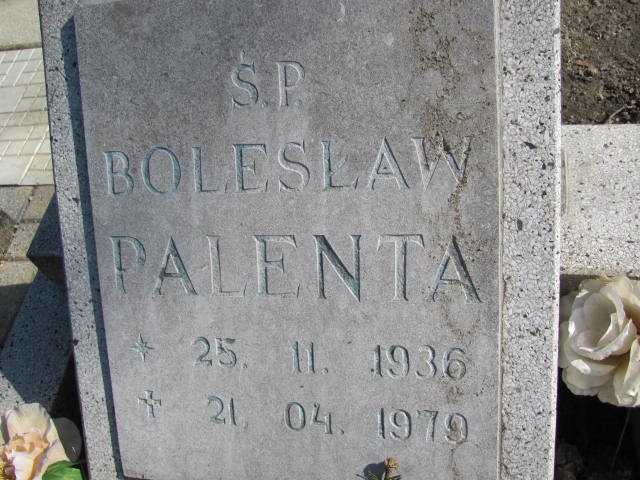 Ś.P.
BOLESŁAW
PALENTA
* 25. 11. 1936
✝ 21. 04. 1979